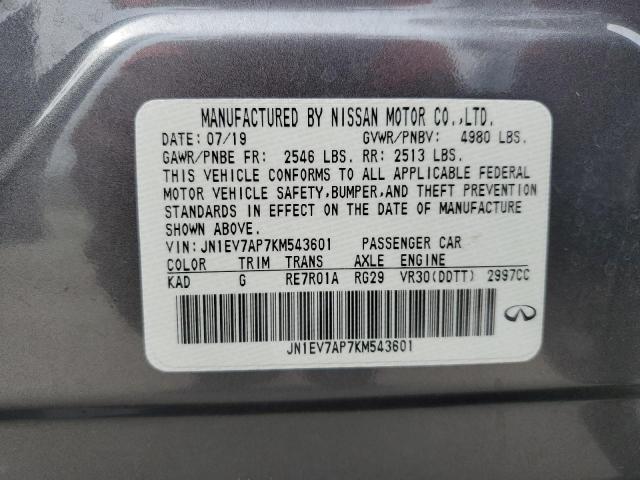 MANUFACTURED BY NISSAN MOTOR CO.,LTD.
DATE: 07/19 GVWR/PNBV: 4980 LBS.
GAWR/PNBE FR: 2546 LBS. RR: 2513 LBS.
THIS VEHICLE CONFORMS TO ALL APPLICABLE FEDERAL
MOTOR VEHICLE SAFETY,BUMPER,AND THEFT PREVENTION
STANDARDS IN EFFECT ON THE DATE OF MANUFACTURE
SHOWN ABOVE.
VIN: JN1EV7AP7KM543601 PASSENGER CAR
COLOR TRIM TRANS AXLE ENGINE
KAD G RE7R01A RG29 VR30(DDTT) 2997CC
JN1EV7AP7KM543601